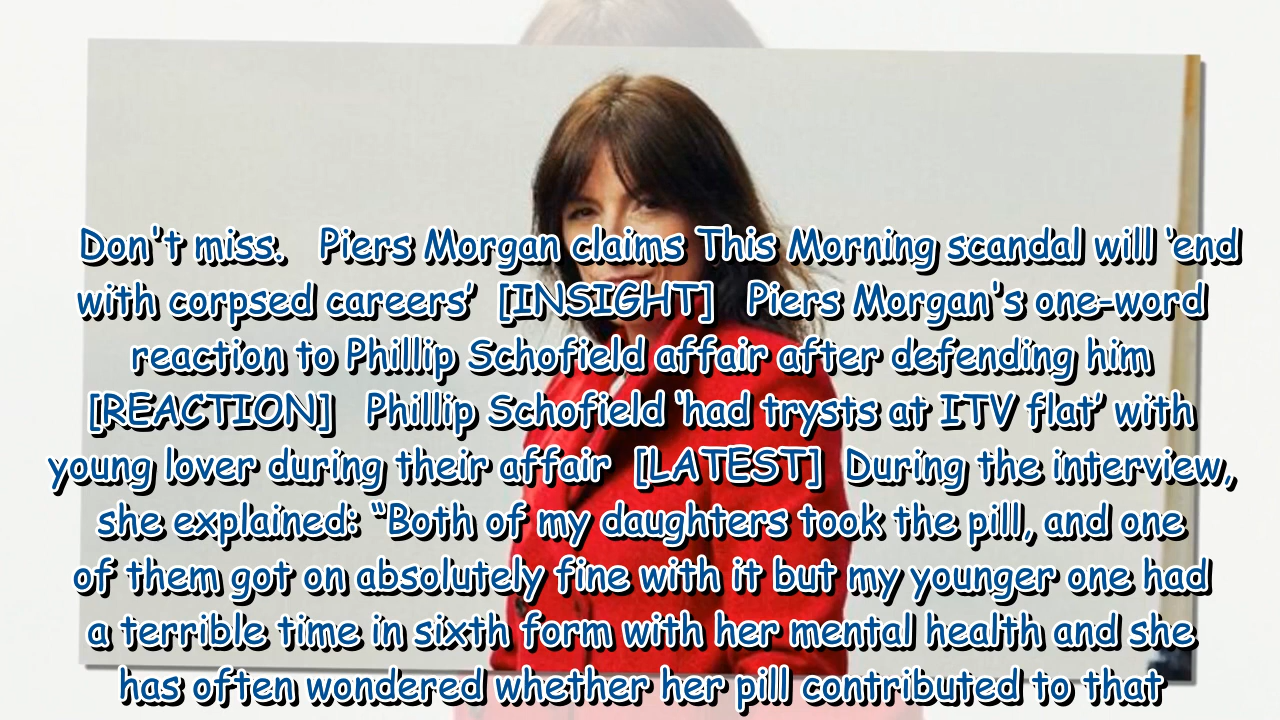 Don't miss.   Piers Morgan claims This Morning scandal will ‘end
with corpsed careers’  [INSIGHT]   Piers Morgan's one-word
reaction to Phillip Schofield affair after defending him
[REACTION]   Phillip Schofield ‘had trysts at ITV flat’ with
young lover during their affair  [LATEST]  During the interview,
she explained: “Both of my daughters took the pill, and one
of them got on absolutely fine with it but my younger one had
a terrible time in sixth form with her mental health and she
has often wondered whether her pill contributed to that